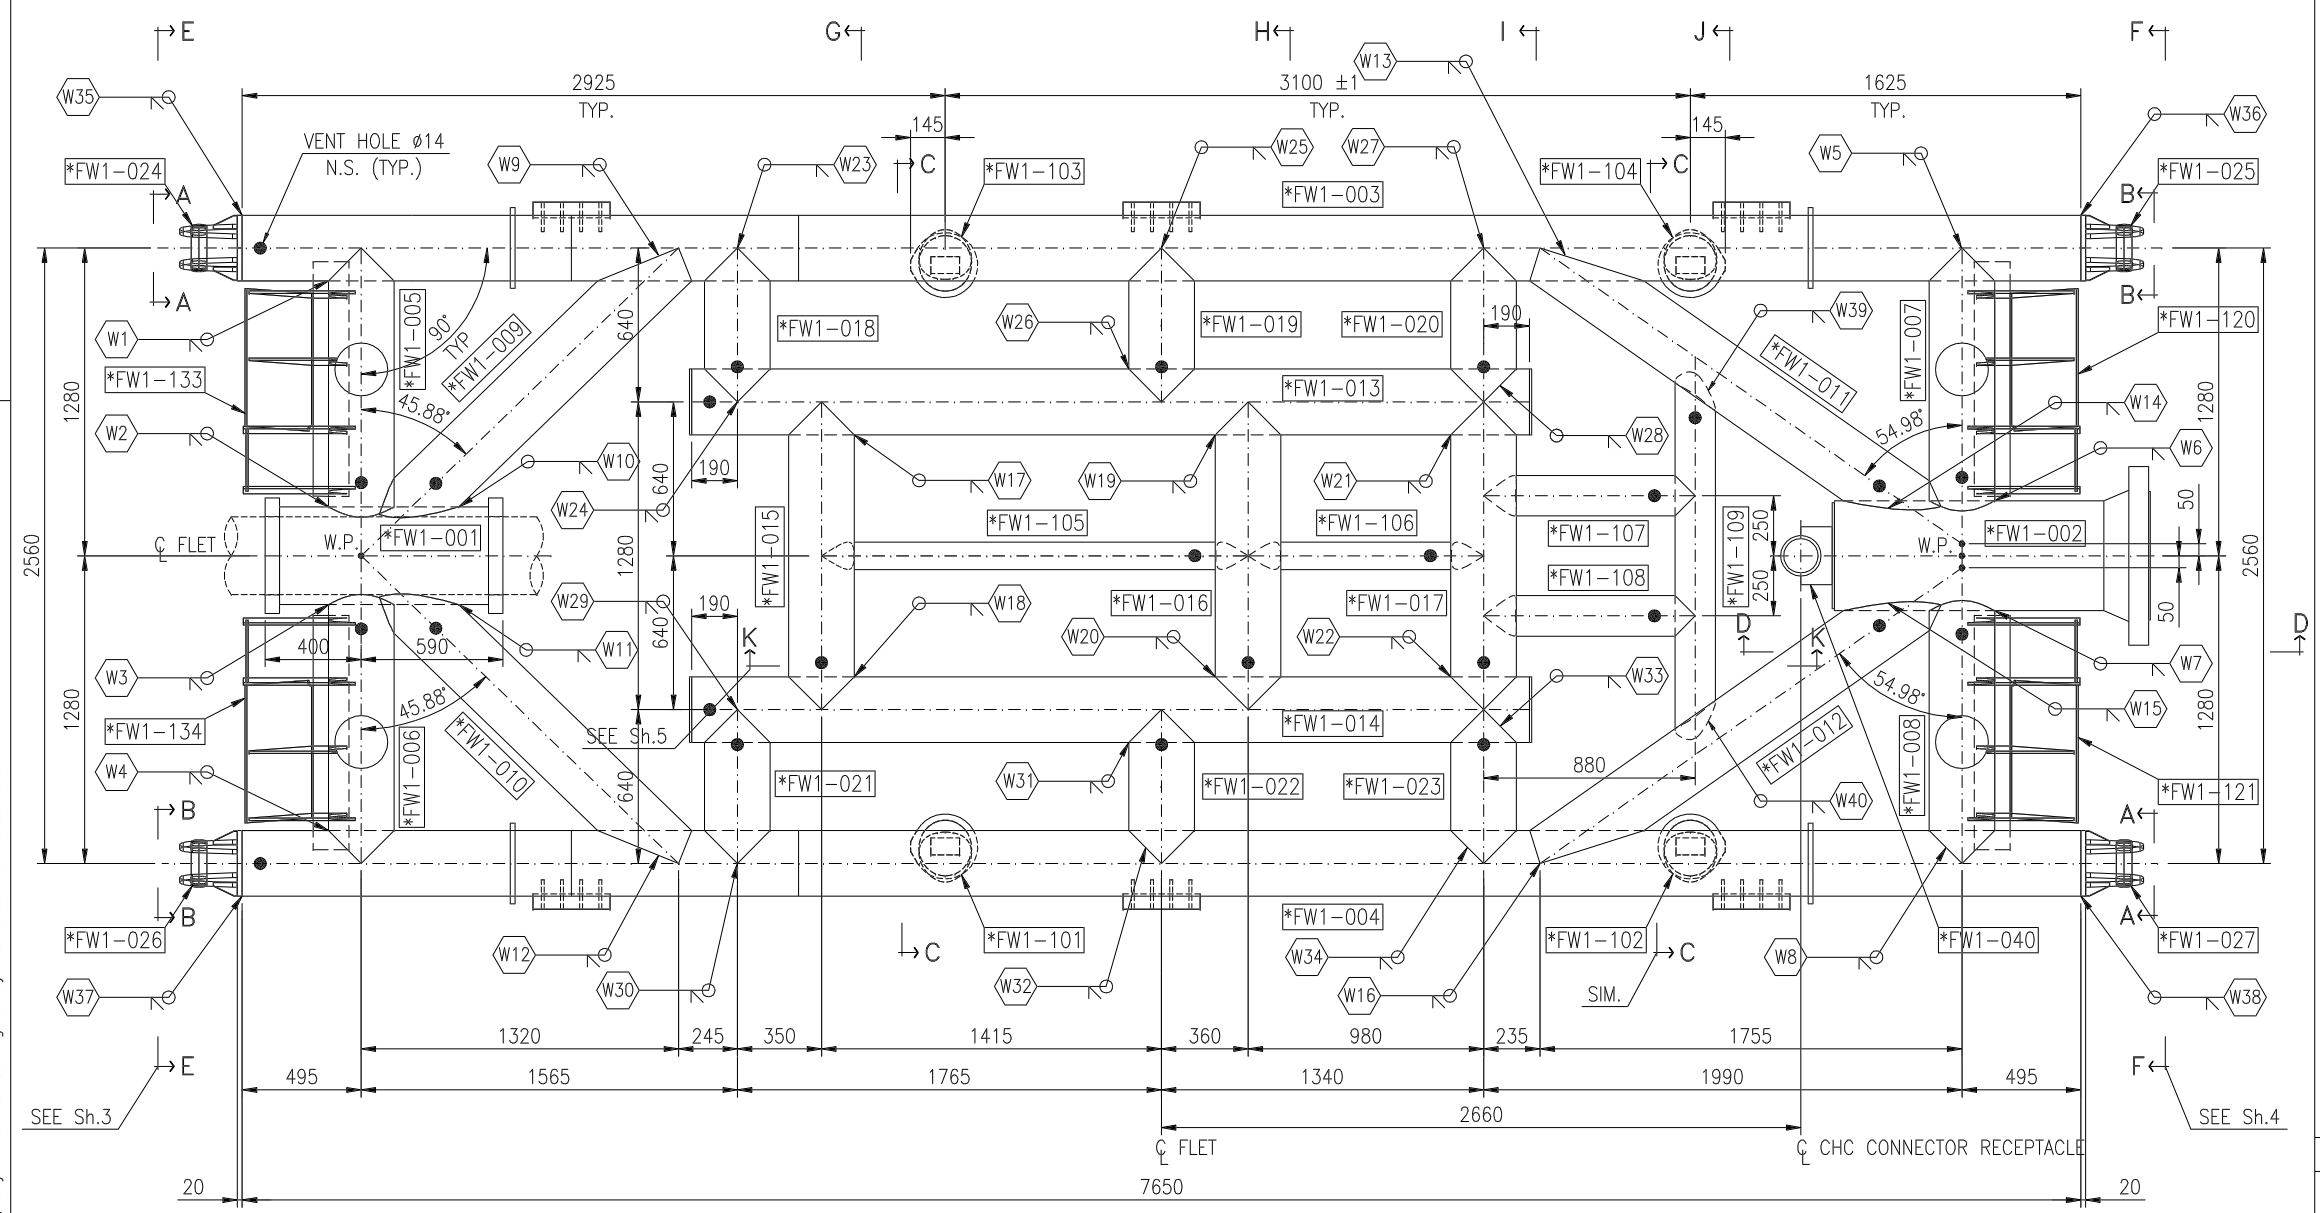 E
G
H
I
J
F
W13
2925
TYP.
3100 ±1
TYP.
1625
TYP.
W35
W36
145
145
VENT HOLE ø14
N.S. (TYP.)
W9
W23
W25
W27
W5
C
C
*FW1-024
*FW1-103
*FW1-003
*FW1-104
*FW1-025
A
B
A
B
W1
*FW1-005
90°
TYP
*FW1-009
640
*FW1-018
W26
*FW1-019
*FW1-020
190
W39
*FW1-007
*FW1-120
*FW1-133
*FW1-011
1280
45.88°
*FW1-013
W14
1280
W2
W28
54.98°
W6
W10
190
640
W17
W19
W21
W24
50
2560
℄ FLET
W.P.
*FW1-001
1280
*FW1-015
*FW1-105
*FW1-106
*FW1-107
*FW1-109
250
W.P.
*FW1-002
2560
*FW1-108
250
W29
190
W18
*FW1-016
*FW1-017
50
400
590
W11
640
K
W20
W22
D
K
D
W3
W33
W7
1280
45.88°
54.98°
W15
1280
*FW1-134
*FW1-006
*FW1-010
SEE Sh.5
*FW1-014
*FW1-012
*FW1-008
W4
640
*FW1-021
W31
*FW1-022
*FW1-023
880
W40
*FW1-121
B
A
B
A
*FW1-026
W12
C
*FW1-101
*FW1-004
W34
*FW1-102
C
W8
*FW1-040
*FW1-027
W37
W30
W32
W16
SIM.
W38
1320
245
350
1415
360
980
235
1755
E
F
495
1565
1765
1340
1990
495
SEE Sh.3
2660
SEE Sh.4
℄ FLET
℄ CHC CONNECTOR RECEPTACLE
20
7650
20